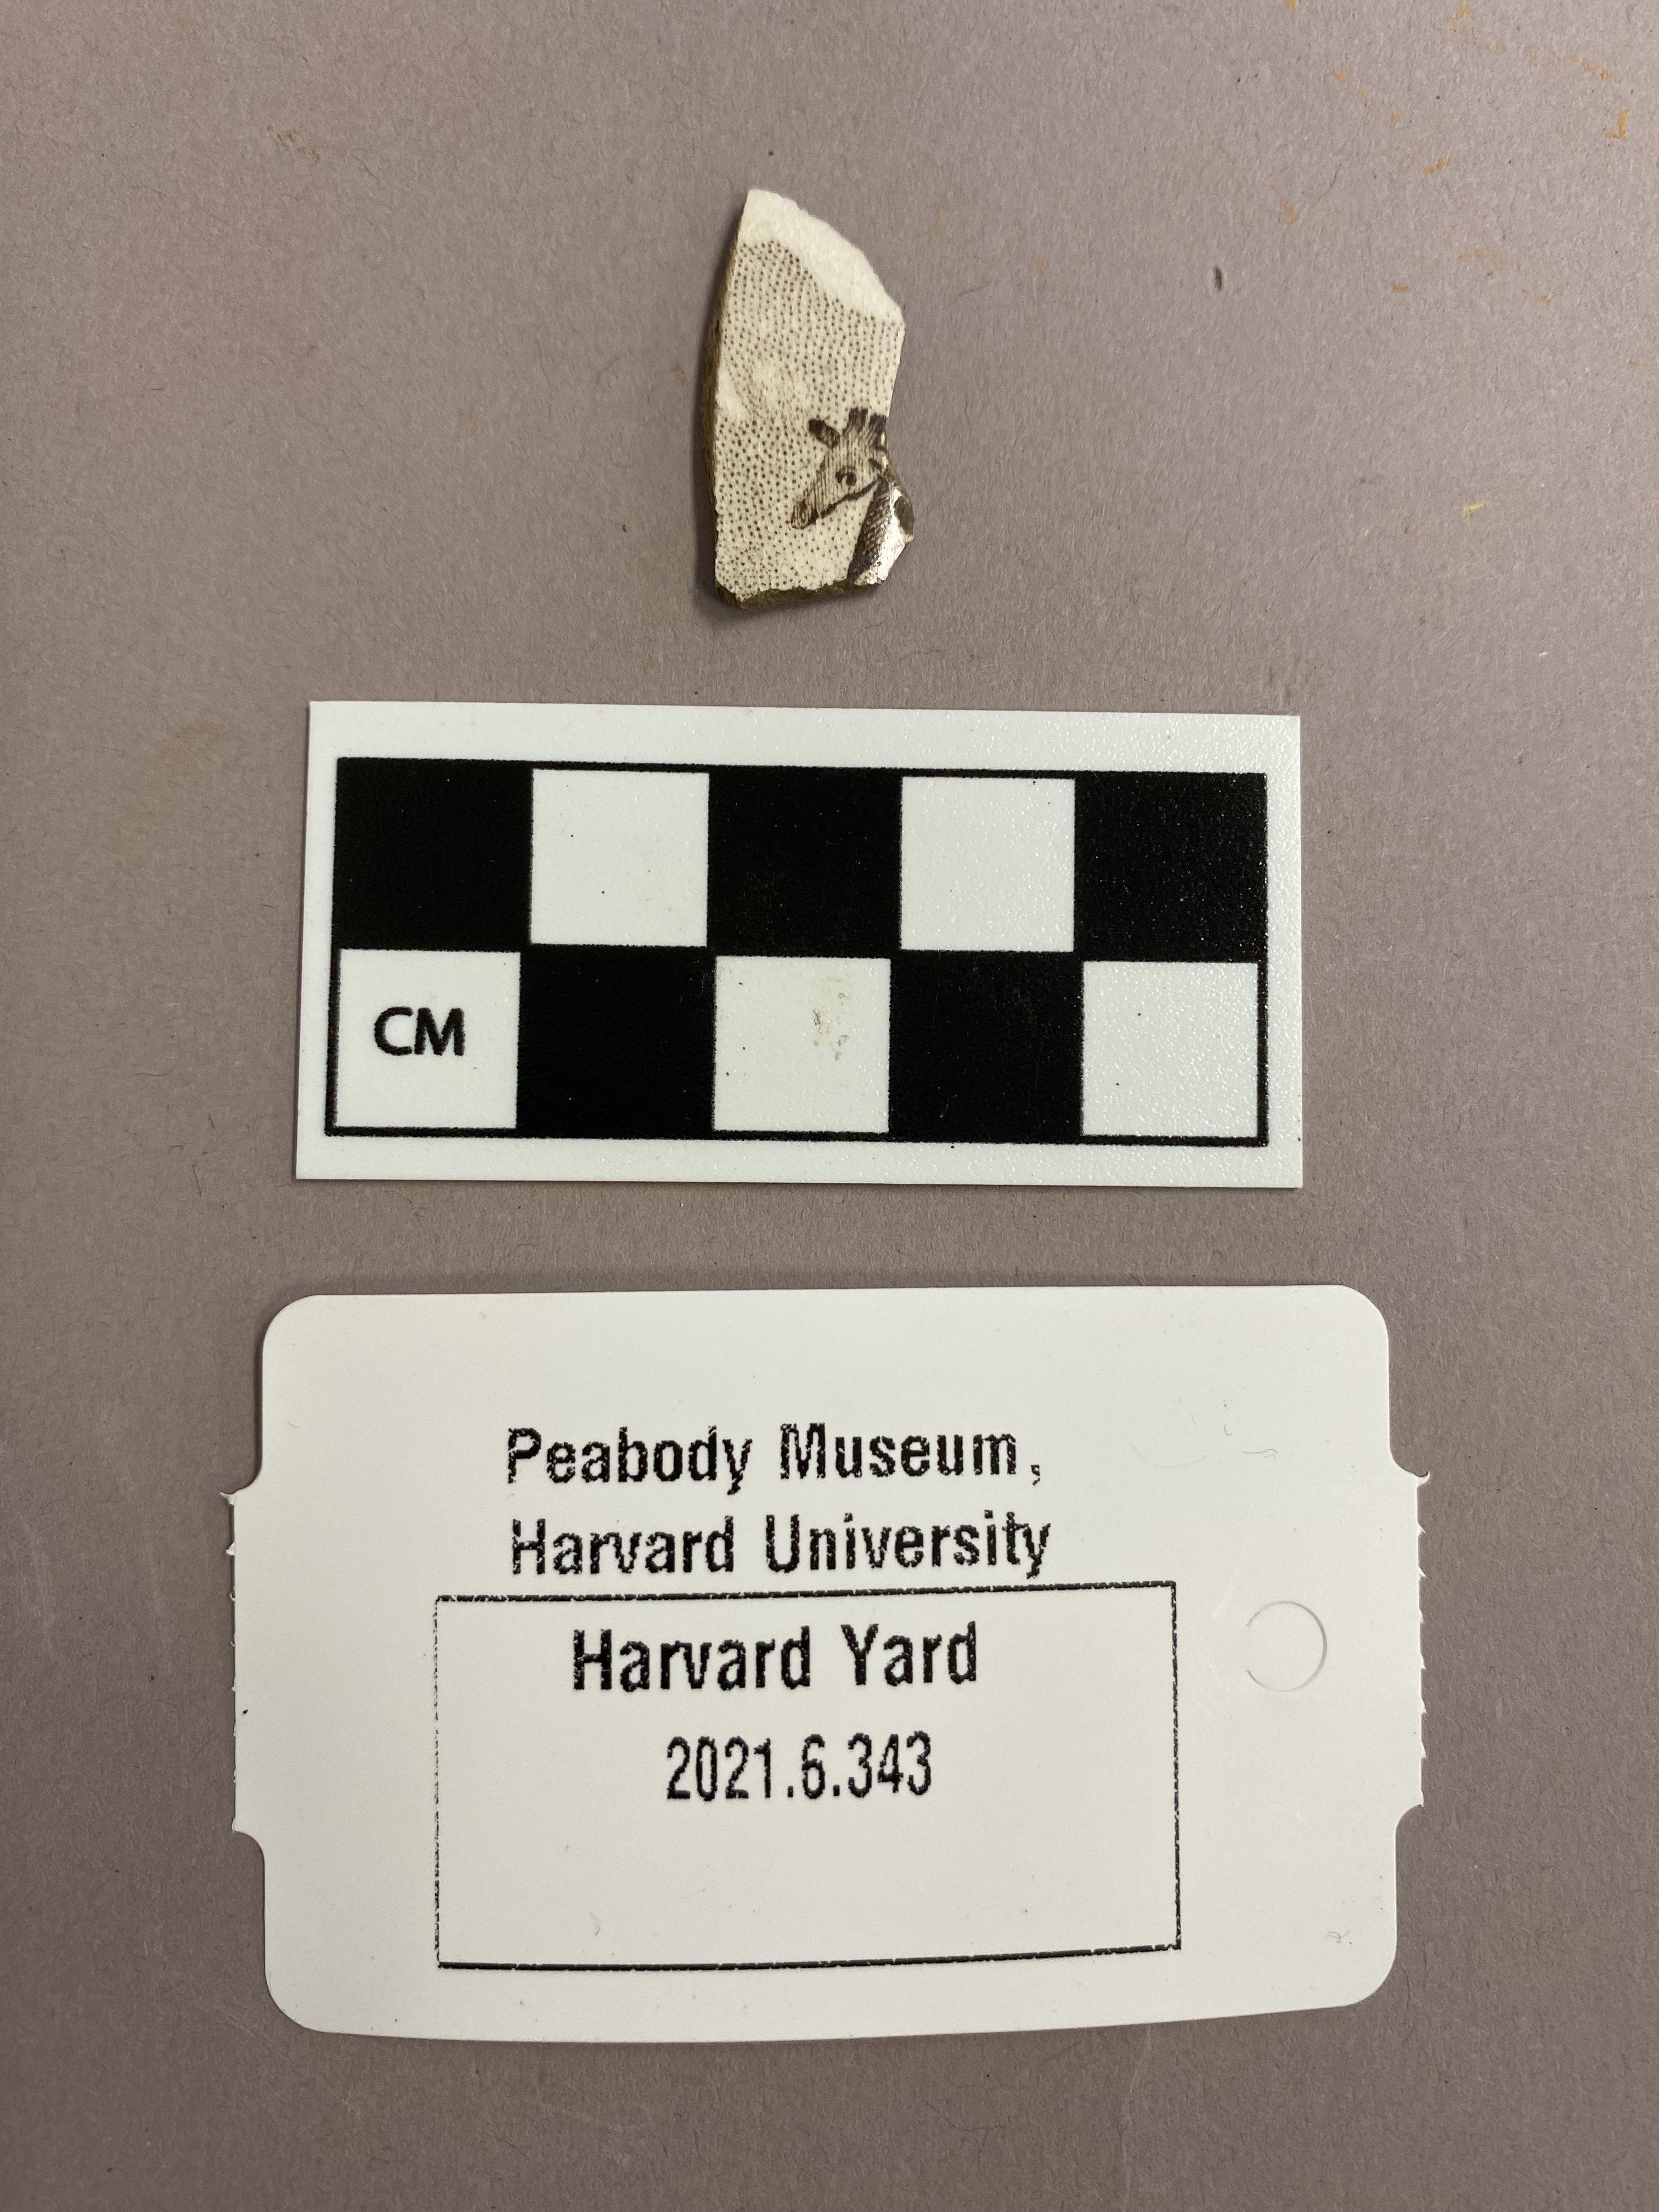 CM
Peabody Museum,
Harvard University
Harvard Yard
2021.6.343